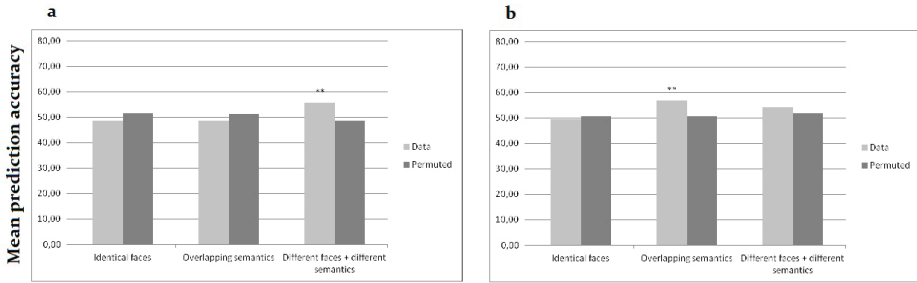 a
Mean prediction accuracy
80,00
70,00
60,00
50,00
40,00
30,00
20,00
10,00
0,00
**
Identical faces
Overlapping semantics
Different faces + different
semantics
Data
Permuted
b
80,00
70,00
60,00
50,00
40,00
30,00
20,00
10,00
0,00
**
Identical faces
Overlapping semantics
Different faces + different
semantics
Data
Permuted